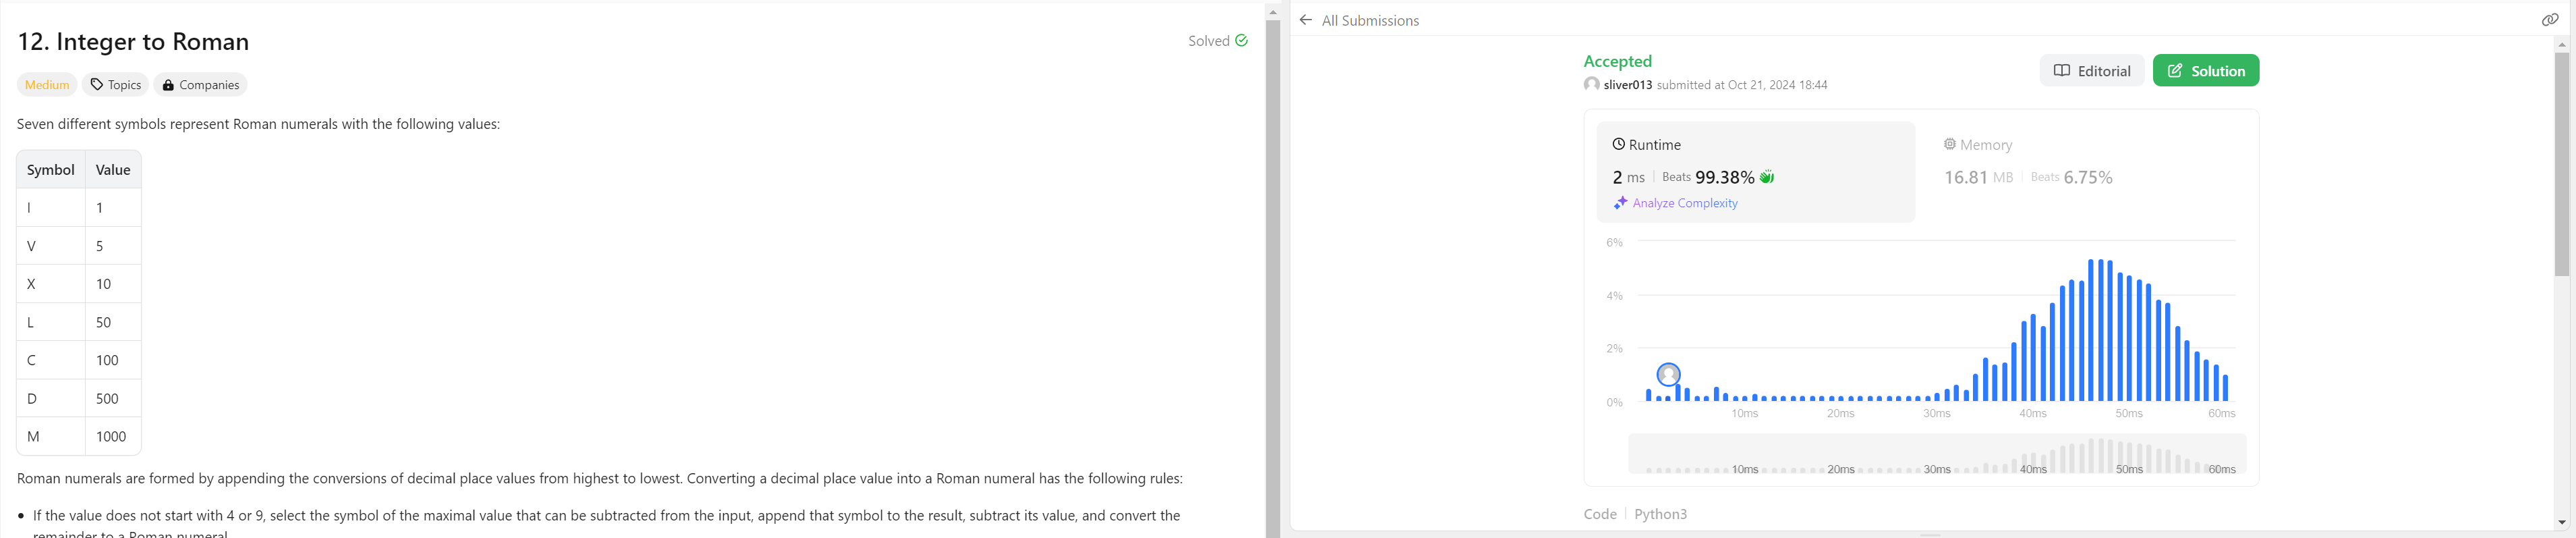 12. Integer to Roman
Solved
Medium Topics Companies
Seven different symbols represent Roman numerals with the following values:
Symbol Value
I 1
V 5
X 10
L 50
C 100
D 500
M 1000
Roman numerals are formed by appending the conversions of decimal place values from highest to lowest. Converting a decimal place value into a Roman numeral has the following rules:
If the value does not start with 4 or 9, select the symbol of the maximal value that can be subtracted from the input, append that symbol to the result, subtract its value, and convert the
remainder to a Roman numeral.
All Submissions
Accepted
sliver013 submitted at Oct 21, 2024 18:44
Editorial
Solution
Runtime
2 ms Beats 99.38%
Analyze Complexity
Memory
16.81 MB Beats 6.75%
6%
4%
2%
0%
10ms 20ms 30ms 40ms 50ms 60ms
10ms 20ms 30ms 40ms 50ms 60ms
Code Python3